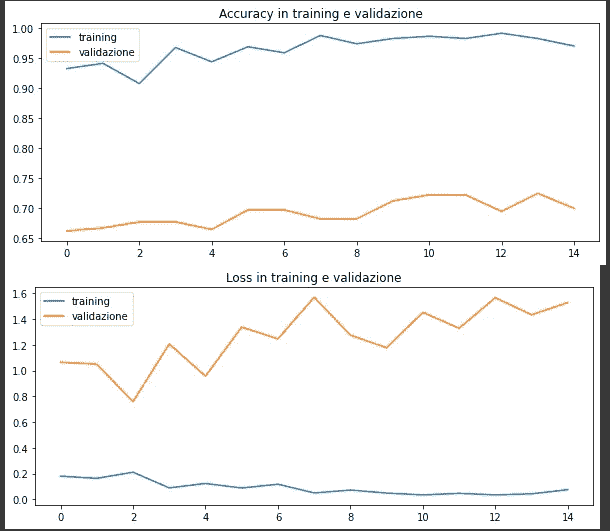 Accuracy in training e validazione
1.00
0.95
0.90
0.85
0.80
0.75
0.70
0.65
training
validazione
0 2 4 6 8 10 12 14
Loss in training e validazione
1.6
1.4
1.2
1.0
0.8
0.6
0.4
0.2
0.0
training
validazione
0 2 4 6 8 10 12 14